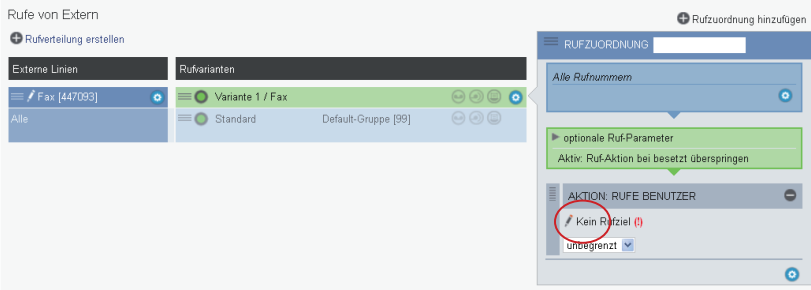 Rufe von Extern
Rufzuordnung hinzufügen
Rufverteilung erstellen
RUFZUORDNUNG
Externe Linien
Rufvarianten
Alle Rufnummern
Fax [447093]
Variante 1 / Fax
Alle
Standard Default-Gruppe [99]
optionale Ruf-Parameter
Aktiv: Ruf-Aktion bei besetzt überspringen
AKTION: RUFE BENUTZER
Kein Rufziel (!)
unbegrenzt